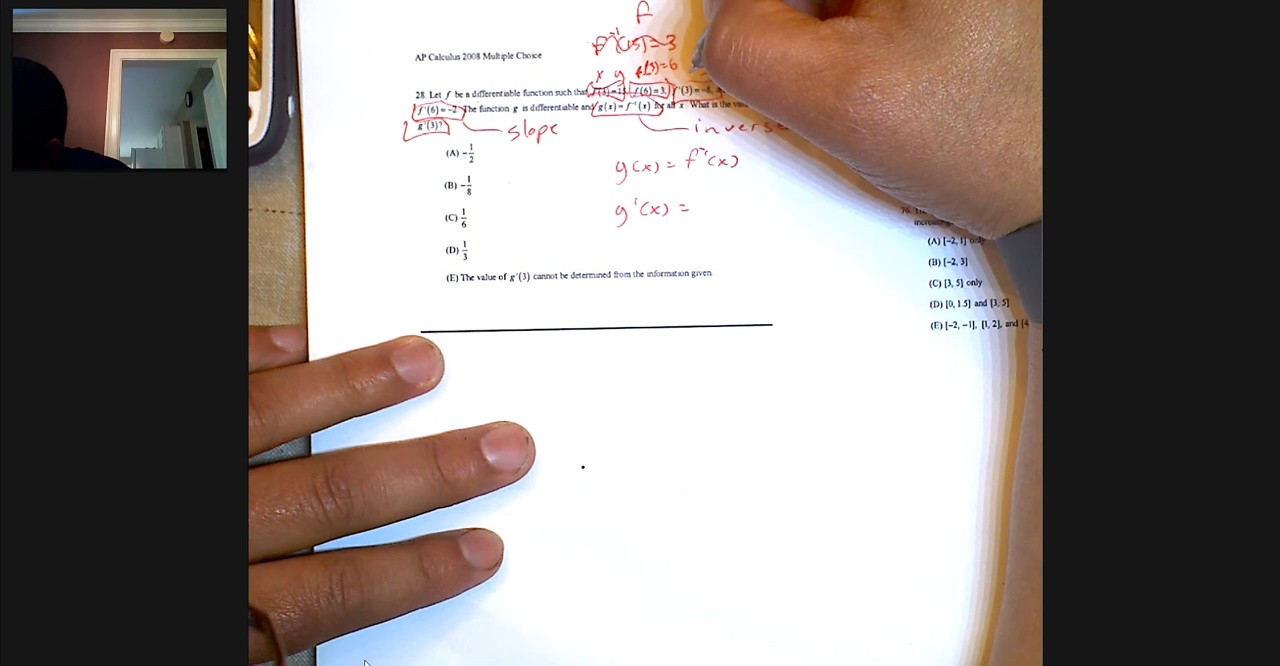 f
f⁻¹(15)=3
x y f(3)=6
AP Calculus 2008 Multiple Choice
28. Let f be a differentiable function such that f(3)=15, f(6)=3, f'(3)=-8,
f'(6)=-2. The function g is differentiable and g(x)=f⁻¹(x) for all x. What is the
g'(3)?
slope
inverse
(A) -1/2
(B) -1/8
(C) 1/6
(D) 1/3
(E) The value of g'(3) cannot be determined from the information given.
g(x) = f⁻¹(x)
g'(x) =
76.
(A) [-2, 1] only
(B) [-2, 3]
(C) [3, 5] only
(D) [0, 1.5] and [3, 5]
(E) [-2, -1], [1, 2], and [4